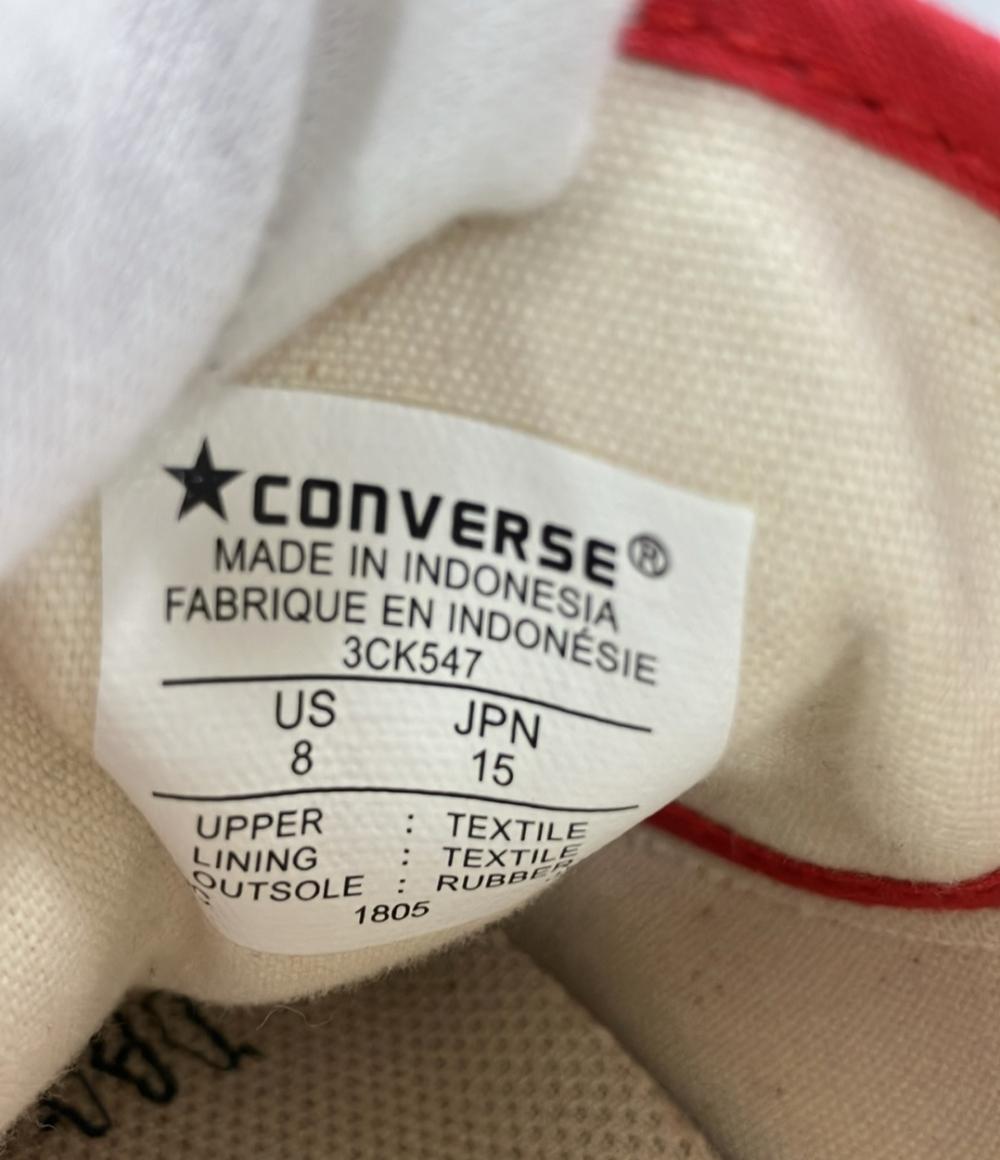 ★CONVERSE®
MADE IN INDONESIA
FABRIQUE EN INDONÉSIE
3CK547
US JPN
8 15
UPPER : TEXTILE
LINING : TEXTILE
OUTSOLE : RUBBER
1805